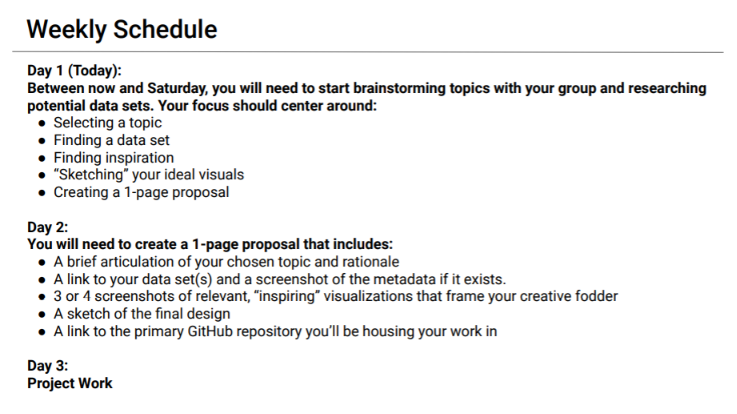 Weekly Schedule
Day 1 (Today):
Between now and Saturday, you will need to start brainstorming topics with your group and researching
potential data sets. Your focus should center around:
● Selecting a topic
● Finding a data set
● Finding inspiration
● “Sketching” your ideal visuals
● Creating a 1-page proposal
Day 2:
You will need to create a 1-page proposal that includes:
● A brief articulation of your chosen topic and rationale
● A link to your data set(s) and a screenshot of the metadata if it exists.
● 3 or 4 screenshots of relevant, “inspiring” visualizations that frame your creative fodder
● A sketch of the final design
● A link to the primary GitHub repository you’ll be housing your work in
Day 3:
Project Work